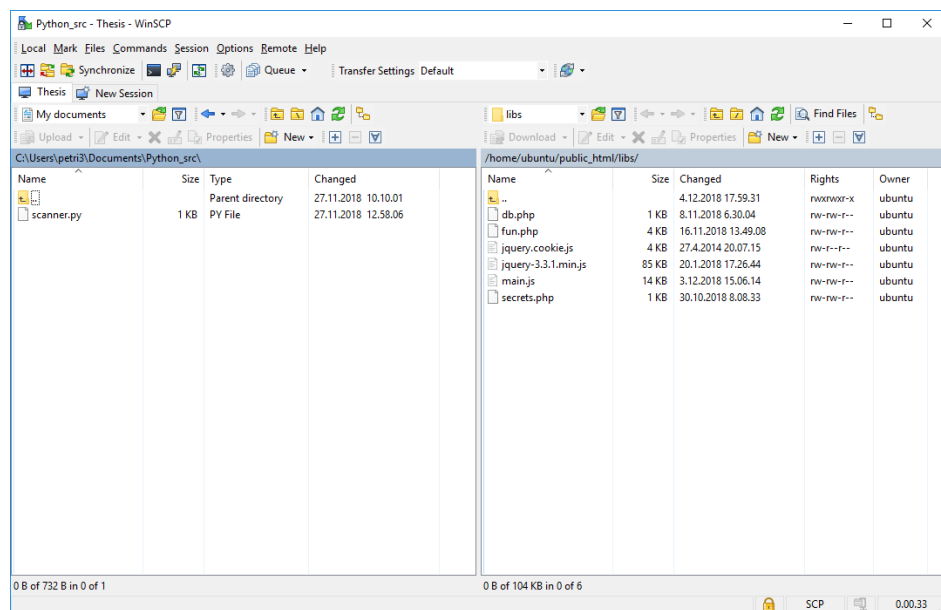 Python_src - Thesis - WinSCP
Local Mark Files Commands Session Options Remote Help
Synchronize Queue Transfer Settings Default
Thesis New Session
My documents
libs Find Files
Upload Edit Properties New
Download Edit Properties New
C:\Users\petri3\Documents\Python_src\
/home/ubuntu/public_html/libs/
Name Size Type Changed
.. Parent directory 27.11.2018 10.10.01
scanner.py 1 KB PY File 27.11.2018 12.58.06
Name Size Changed Rights Owner
.. 4.12.2018 17.59.31 rwxrwxr-x ubuntu
db.php 1 KB 8.11.2018 6.30.04 rw-rw-r-- ubuntu
fun.php 4 KB 16.11.2018 13.49.08 rw-rw-r-- ubuntu
jquery.cookie.js 4 KB 27.4.2014 20.07.15 rw-r--r-- ubuntu
jquery-3.3.1.min.js 85 KB 20.1.2018 17.26.44 rw-rw-r-- ubuntu
main.js 14 KB 3.12.2018 15.06.14 rw-rw-r-- ubuntu
secrets.php 1 KB 30.10.2018 8.08.33 rw-rw-r-- ubuntu
0 B of 732 B in 0 of 1
0 B of 104 KB in 0 of 6
SCP 0.00.33